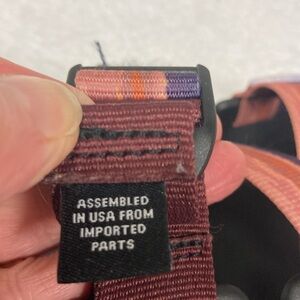 ASSEMBLED
IN USA FROM
IMPORTED
PARTS